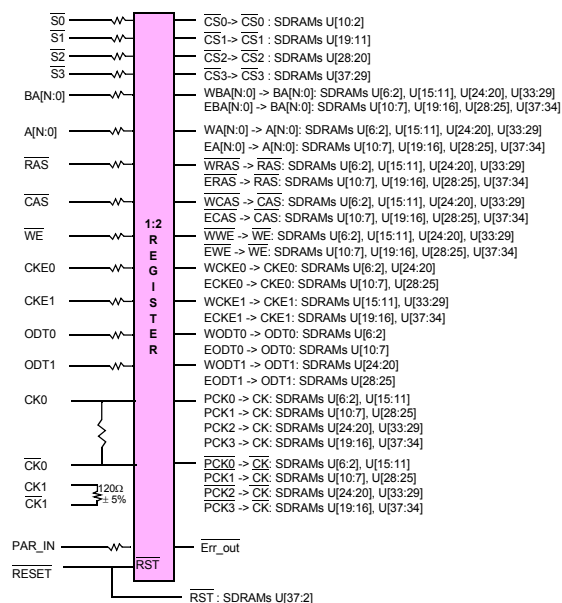 S0
CS0-> CS0 : SDRAMs U[10:2]
S1
CS1-> CS1 : SDRAMs U[19:11]
S2
CS2-> CS2 : SDRAMs U[28:20]
S3
CS3-> CS3 : SDRAMs U[37:29]
BA[N:0]
WBA[N:0] -> BA[N:0]: SDRAMs U[6:2], U[15:11], U[24:20], U[33:29]
EBA[N:0] -> BA[N:0]: SDRAMs U[10:7], U[19:16], U[28:25], U[37:34]
A[N:0]
WA[N:0] -> A[N:0]: SDRAMs U[6:2], U[15:11], U[24:20], U[33:29]
EA[N:0] -> A[N:0]: SDRAMs U[10:7], U[19:16], U[28:25], U[37:34]
RAS
WRAS -> RAS: SDRAMs U[6:2], U[15:11], U[24:20], U[33:29]
ERAS -> RAS: SDRAMs U[10:7], U[19:16], U[28:25], U[37:34]
CAS
WCAS -> CAS: SDRAMs U[6:2], U[15:11], U[24:20], U[33:29]
ECAS -> CAS: SDRAMs U[10:7], U[19:16], U[28:25], U[37:34]
WE
WWE -> WE: SDRAMs U[6:2], U[15:11], U[24:20], U[33:29]
EWE -> WE: SDRAMs U[10:7], U[19:16], U[28:25], U[37:34]
CKE0
WCKE0 -> CKE0: SDRAMs U[6:2], U[24:20]
ECKE0 -> CKE0: SDRAMs U[10:7], U[28:25]
CKE1
WCKE1 -> CKE1: SDRAMs U[15:11], U[33:29]
ECKE1 -> CKE1: SDRAMs U[19:16], U[37:34]
ODT0
WODT0 -> ODT0: SDRAMs U[6:2]
EODT0 -> ODT0: SDRAMs U[10:7]
ODT1
WODT1 -> ODT1: SDRAMs U[24:20]
EODT1 -> ODT1: SDRAMs U[28:25]
1:2
R
E
G
I
S
T
E
R
CK0
PCK0 -> CK: SDRAMs U[6:2], U[15:11]
PCK1 -> CK: SDRAMs U[10:7], U[28:25]
PCK2 -> CK: SDRAMs U[24:20], U[33:29]
PCK3 -> CK: SDRAMs U[19:16], U[37:34]
CK0
PCK0 -> CK: SDRAMs U[6:2], U[15:11]
PCK1 -> CK: SDRAMs U[10:7], U[28:25]
PCK2 -> CK: SDRAMs U[24:20], U[33:29]
PCK3 -> CK: SDRAMs U[19:16], U[37:34]
CK1
120Ω
± 5%
CK1
PAR_IN
Err_out
RESET
RST
RST : SDRAMs U[37:2]